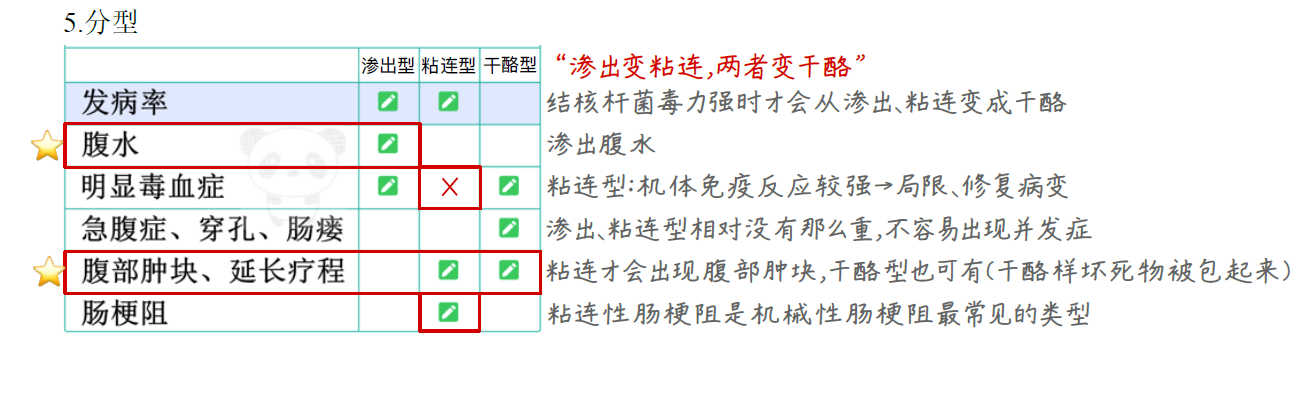 5.分型
渗出型 粘连型 干酪型 “渗出变粘连,两者变干酪”
发病率 结核杆菌毒力强时才会从渗出、粘连变成干酪
腹水 渗出腹水
明显毒血症 × 粘连型:机体免疫反应较强→局限、修复病变
急腹症、穿孔、肠瘘 渗出、粘连型相对没有那么重,不容易出现并发症
腹部肿块、延长疗程 粘连才会出现腹部肿块,干酪型也可有(干酪样坏死物被包起来)
肠梗阻 粘连性肠梗阻是机械性肠梗阻最常见的类型